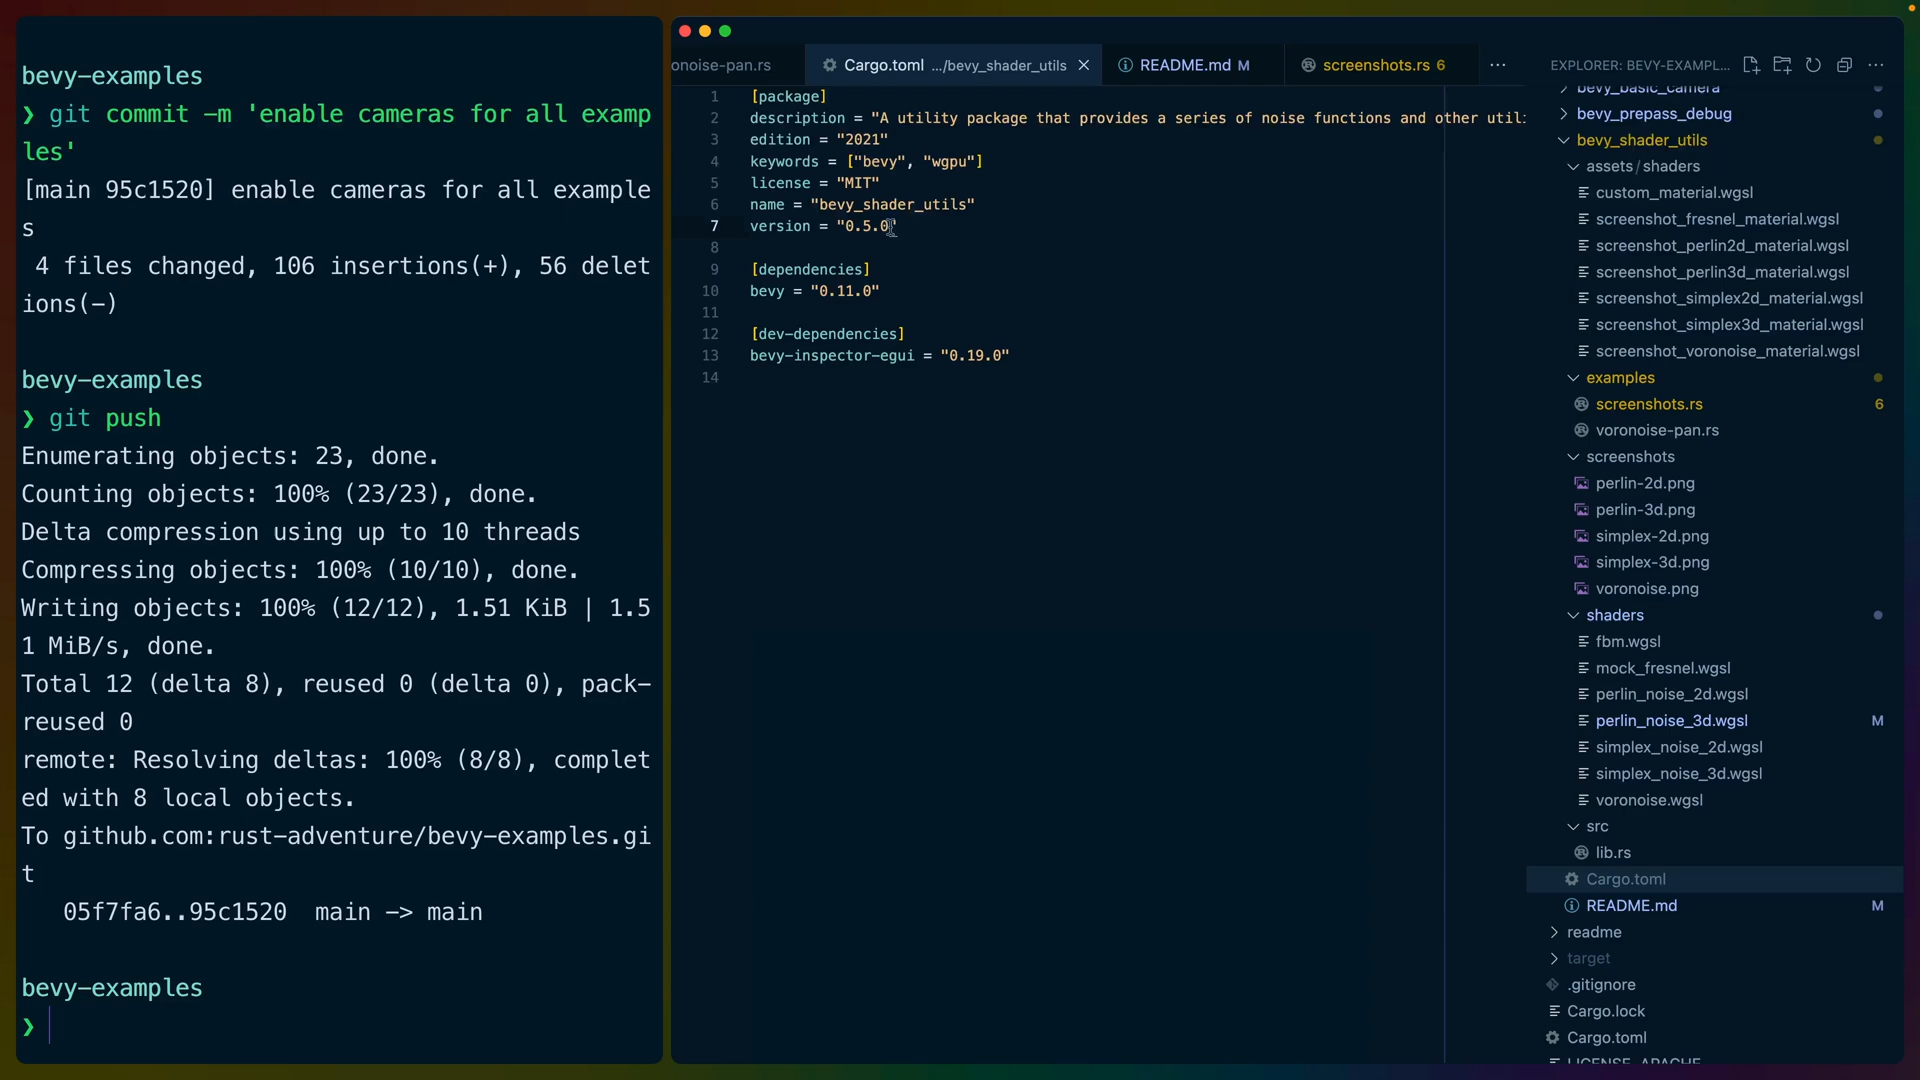 bevy-examples
❯ git commit -m 'enable cameras for all examp
les'
[main 95c1520] enable cameras for all example
s
4 files changed, 106 insertions(+), 56 delet
ions(-)
bevy-examples
❯ git push
Enumerating objects: 23, done.
Counting objects: 100% (23/23), done.
Delta compression using up to 10 threads
Compressing objects: 100% (10/10), done.
Writing objects: 100% (12/12), 1.51 KiB | 1.5
1 MiB/s, done.
Total 12 (delta 8), reused 0 (delta 0), pack-
reused 0
remote: Resolving deltas: 100% (8/8), complet
ed with 8 local objects.
To github.com:rust-adventure/bevy-examples.gi
t
05f7fa6..95c1520  main -> main
bevy-examples
❯
onoise-pan.rs
Cargo.toml .../bevy_shader_utils
README.md M
screenshots.rs 6
1 [package]
2 description = "A utility package that provides a series of noise functions and other util
3 edition = "2021"
4 keywords = ["bevy", "wgpu"]
5 license = "MIT"
6 name = "bevy_shader_utils"
7 version = "0.5.0"
8
9 [dependencies]
10 bevy = "0.11.0"
11
12 [dev-dependencies]
13 bevy-inspector-egui = "0.19.0"
14
EXPLORER: BEVY-EXAMPL...
bevy_basic_camera
bevy_prepass_debug
bevy_shader_utils
assets/shaders
custom_material.wgsl
screenshot_fresnel_material.wgsl
screenshot_perlin2d_material.wgsl
screenshot_perlin3d_material.wgsl
screenshot_simplex2d_material.wgsl
screenshot_simplex3d_material.wgsl
screenshot_voronoise_material.wgsl
examples
screenshots.rs 6
voronoise-pan.rs
screenshots
perlin-2d.png
perlin-3d.png
simplex-2d.png
simplex-3d.png
voronoise.png
shaders
fbm.wgsl
mock_fresnel.wgsl
perlin_noise_2d.wgsl
perlin_noise_3d.wgsl M
simplex_noise_2d.wgsl
simplex_noise_3d.wgsl
voronoise.wgsl
src
lib.rs
Cargo.toml
README.md M
readme
target
.gitignore
Cargo.lock
Cargo.toml
LICENSE_APACHE